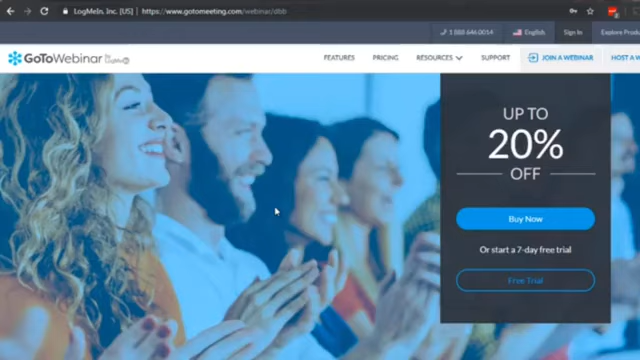 LogMeIn, Inc. [US] https://www.gotomeeting.com/webinar/dbb
1 888 646 0014 English Sign In Explore Produ
GoToWebinar by LogMeIn FEATURES PRICING RESOURCES SUPPORT JOIN A WEBINAR HOST A W
UP TO
20%
OFF
Buy Now
Or start a 7-day free trial
Free Trial